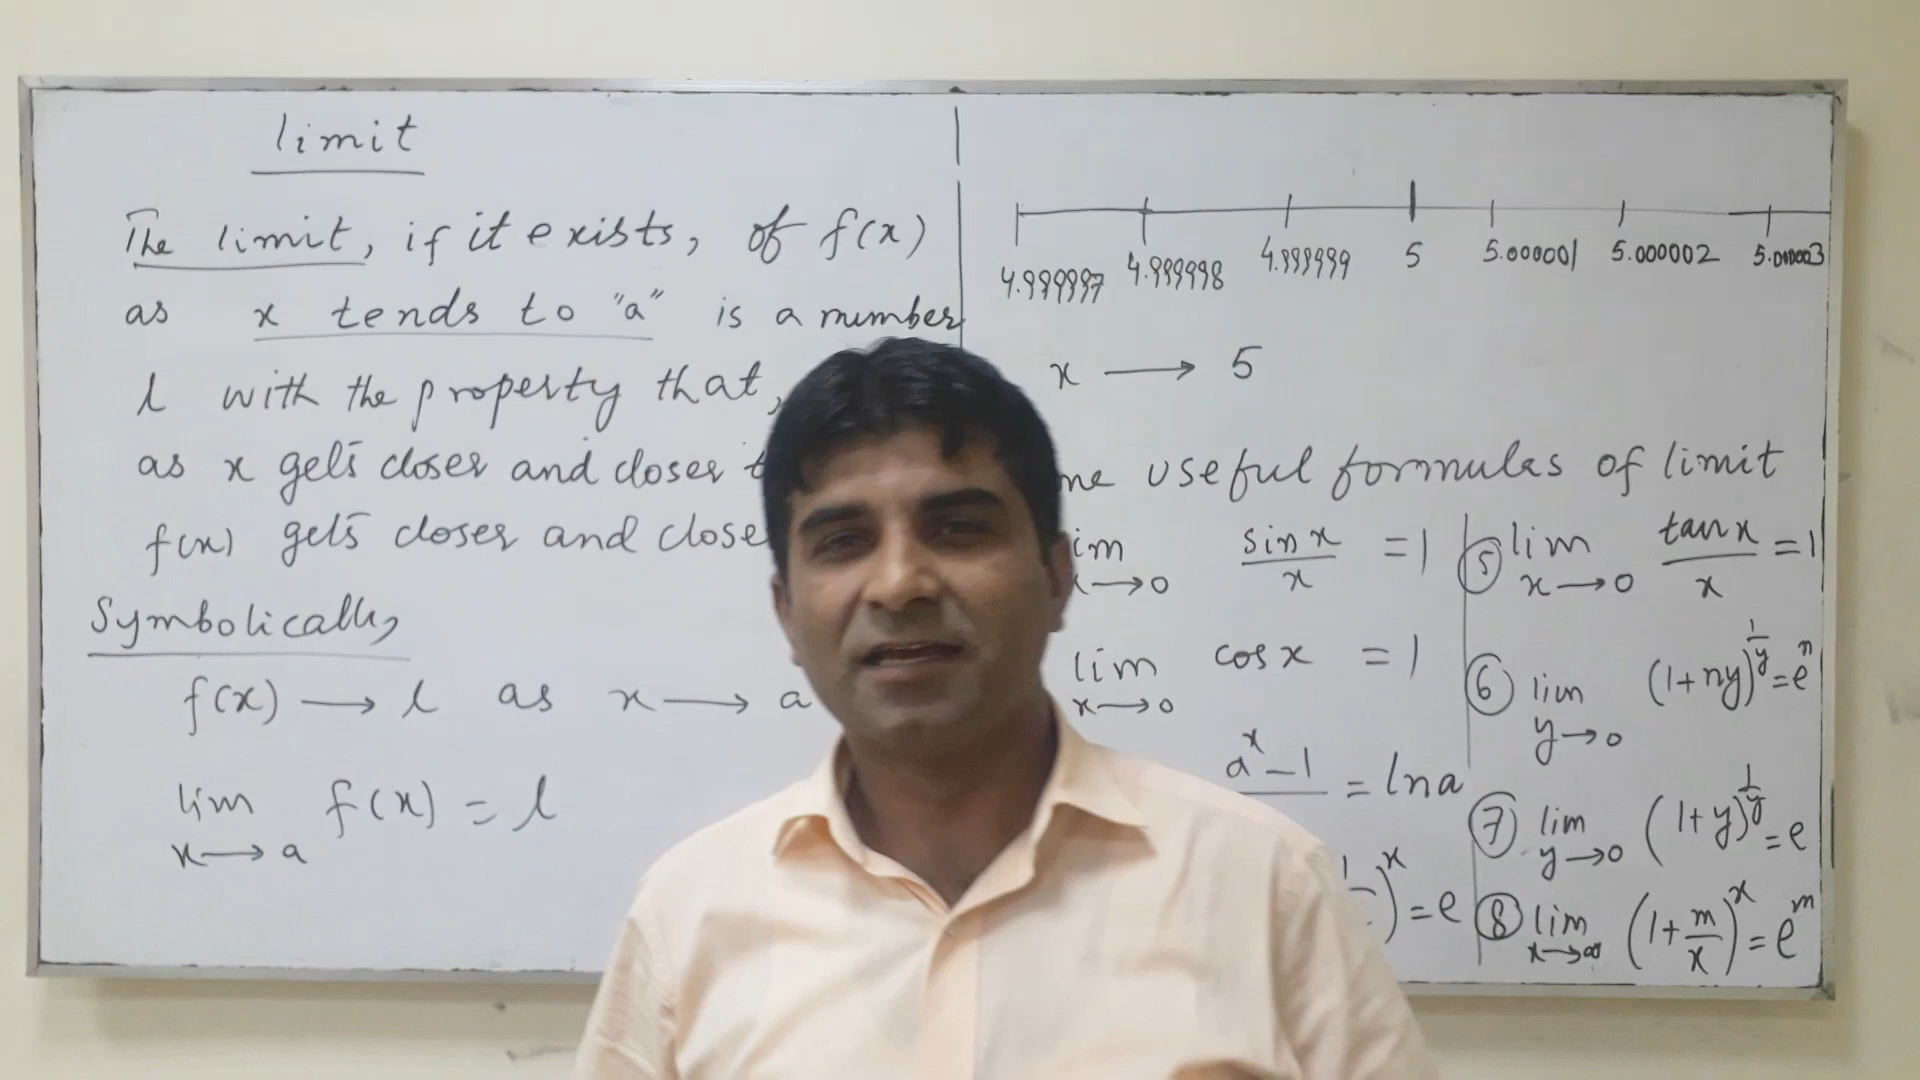 limit
The limit, if it exists, of f(x)
as x tends to "a" is a number
l with the property that,
as x gets closer and closer
f(x) gets closer and
Symbolically,
f(x) → l as x → a
lim f(x) = l
x → a
4.999997 4.999998 4.999999 5 5.000001 5.000002 5.000003
x → 5
useful formulas of limit
sin x / x = 1
x → 0
lim cos x = 1
x → 0
a^x - 1 = ln a
)^x = e
⑤ lim tan x / x = 1
x → 0
⑥ lim (1+ny)^(1/y) = e^n
y → 0
⑦ lim (1+y)^(1/y) = e
y → 0
⑧ lim (1+m/x)^x = e^m
x → ∞